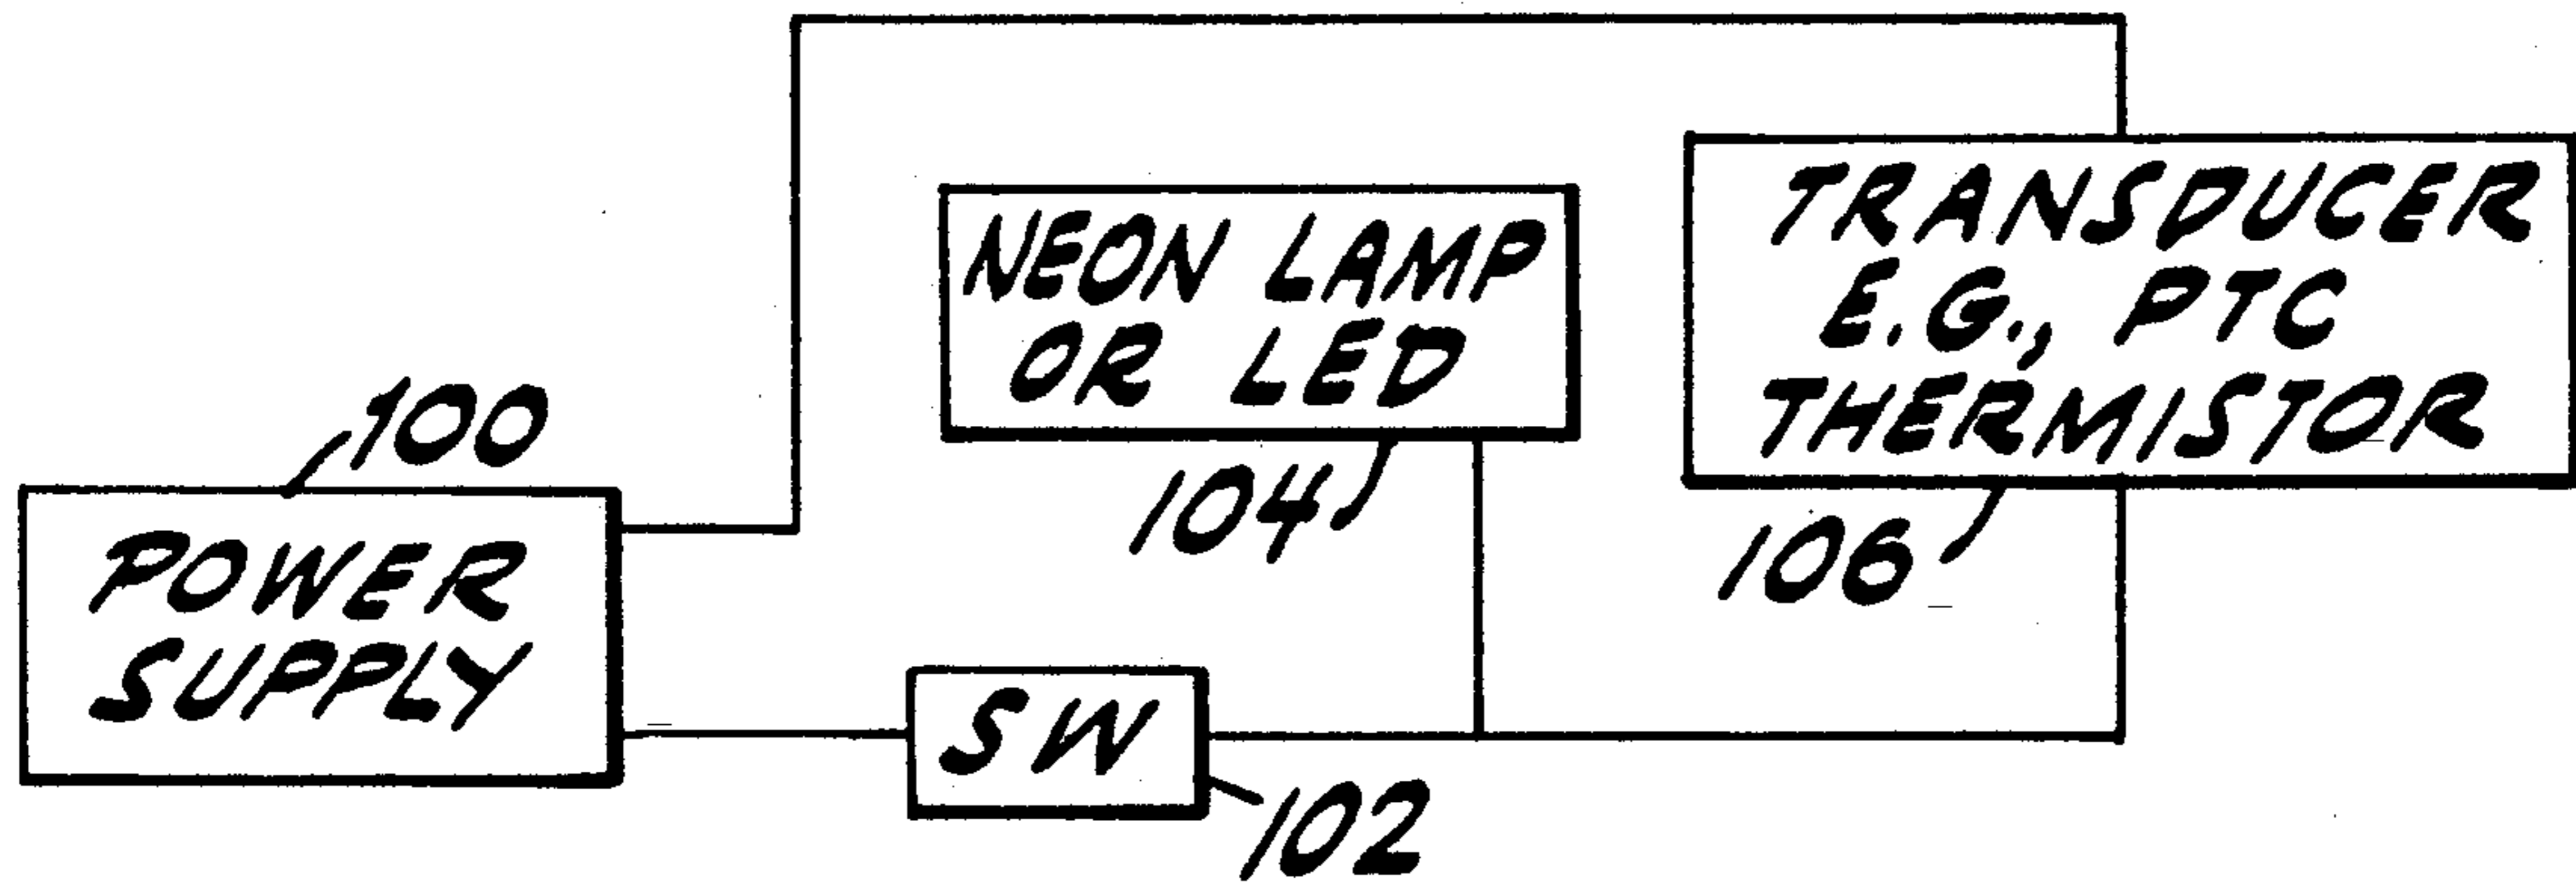 100
POWER
SUPPLY
NEON LAMP
OR LED
104
TRANSDUCER
E.G., PTC
THERMISTOR
106
SW
102